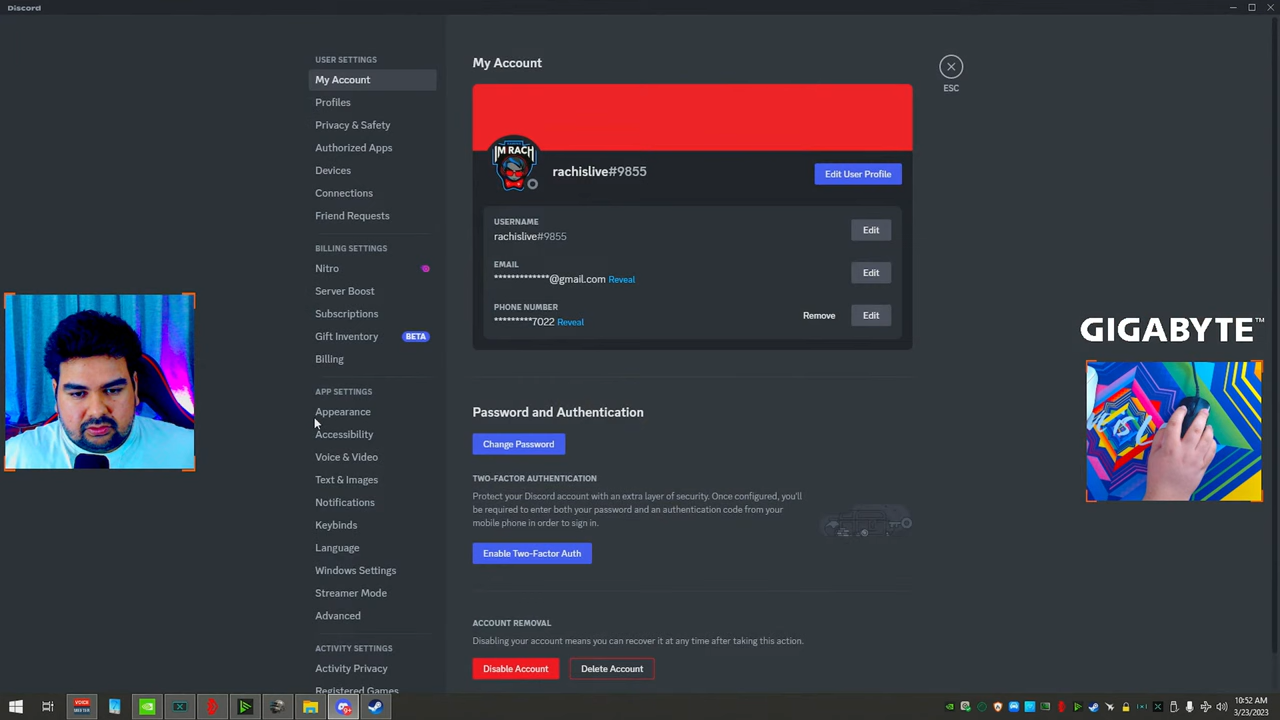 Discord
USER SETTINGS
My Account
Profiles
Privacy & Safety
Authorized Apps
Devices
Connections
Friend Requests
BILLING SETTINGS
Nitro
Server Boost
Subscriptions
Gift Inventory BETA
Billing
APP SETTINGS
Appearance
Accessibility
Voice & Video
Text & Images
Notifications
Keybinds
Language
Windows Settings
Streamer Mode
Advanced
ACTIVITY SETTINGS
Activity Privacy
Registered Games
My Account
ESC
IM RACH
rachislive#9855
Edit User Profile
USERNAME
rachislive#9855
Edit
EMAIL
*************@gmail.com Reveal
Edit
PHONE NUMBER
*********7022 Reveal
Remove
Edit
Password and Authentication
Change Password
TWO-FACTOR AUTHENTICATION
Protect your Discord account with an extra layer of security. Once configured, you'll
be required to enter both your password and an authentication code from your
mobile phone in order to sign in.
Enable Two-Factor Auth
ACCOUNT REMOVAL
Disabling your account means you can recover it at any time after taking this action.
Disable Account
Delete Account
GIGABYTE™
VOICE
MEETER
9+
10:52 AM
3/23/2023